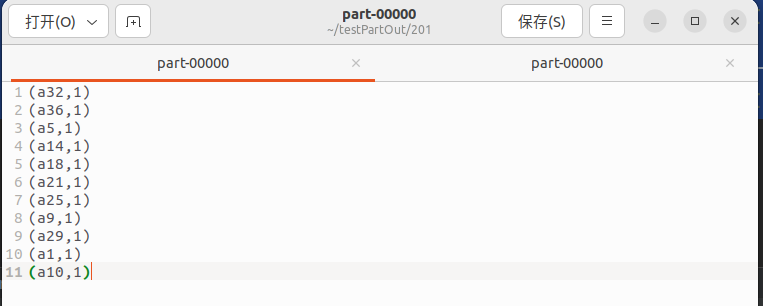 打开(O)
part-00000
~/testPartOut/201
保存(S)
part-00000
part-00000
1 (a32,1)
2 (a36,1)
3 (a5,1)
4 (a14,1)
5 (a18,1)
6 (a21,1)
7 (a25,1)
8 (a9,1)
9 (a29,1)
10 (a1,1)
11 (a10,1)